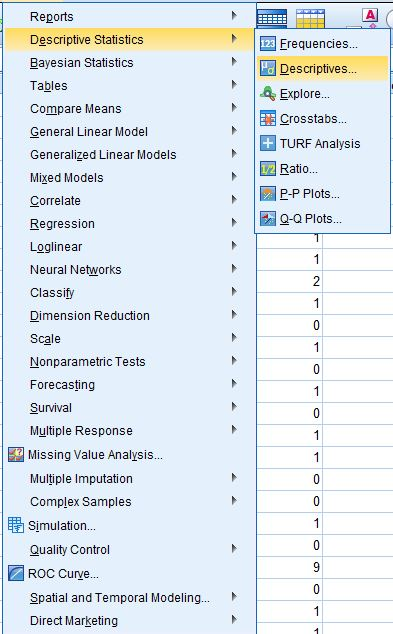 Reports
Descriptive Statistics
Bayesian Statistics
Tables
Compare Means
General Linear Model
Generalized Linear Models
Mixed Models
Correlate
Regression
Loglinear
Neural Networks
Classify
Dimension Reduction
Scale
Nonparametric Tests
Forecasting
Survival
Multiple Response
Missing Value Analysis...
Multiple Imputation
Complex Samples
Simulation...
Quality Control
ROC Curve...
Spatial and Temporal Modeling...
Direct Marketing
A
123 Frequencies...
Descriptives...
Explore...
Crosstabs...
TURF Analysis
1/2 Ratio...
P-P Plots...
Q-Q Plots...
1
1
2
1
0
1
0
1
0
1
1
0
0
1
0
9
0
1
1